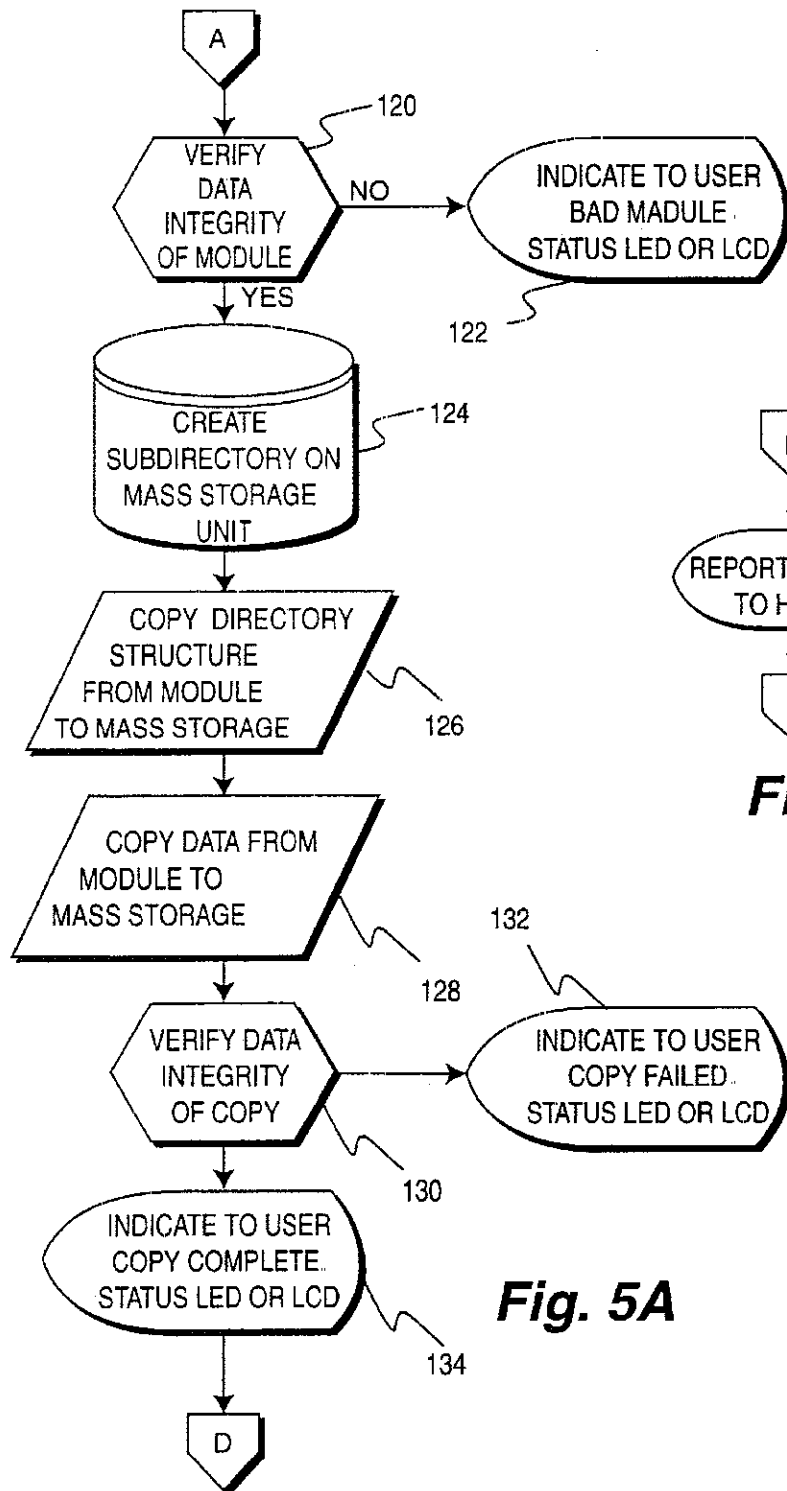 A
120
VERIFY
DATA
INTEGRITY
OF MODULE
NO
INDICATE TO USER
BAD MADULE
STATUS LED OR LCD
122
YES
CREATE
SUBDIRECTORY ON
MASS STORAGE
UNIT
124
REPORT
TO
COPY DIRECTORY
STRUCTURE
FROM MODULE
TO MASS STORAGE
126
COPY DATA FROM
MODULE TO
MASS STORAGE
128
132
VERIFY DATA
INTEGRITY
OF COPY
130
INDICATE TO USER
COPY FAILED
STATUS LED OR LCD
INDICATE TO USER
COPY COMPLETE
STATUS LED OR LCD
134
Fig. 5A
D